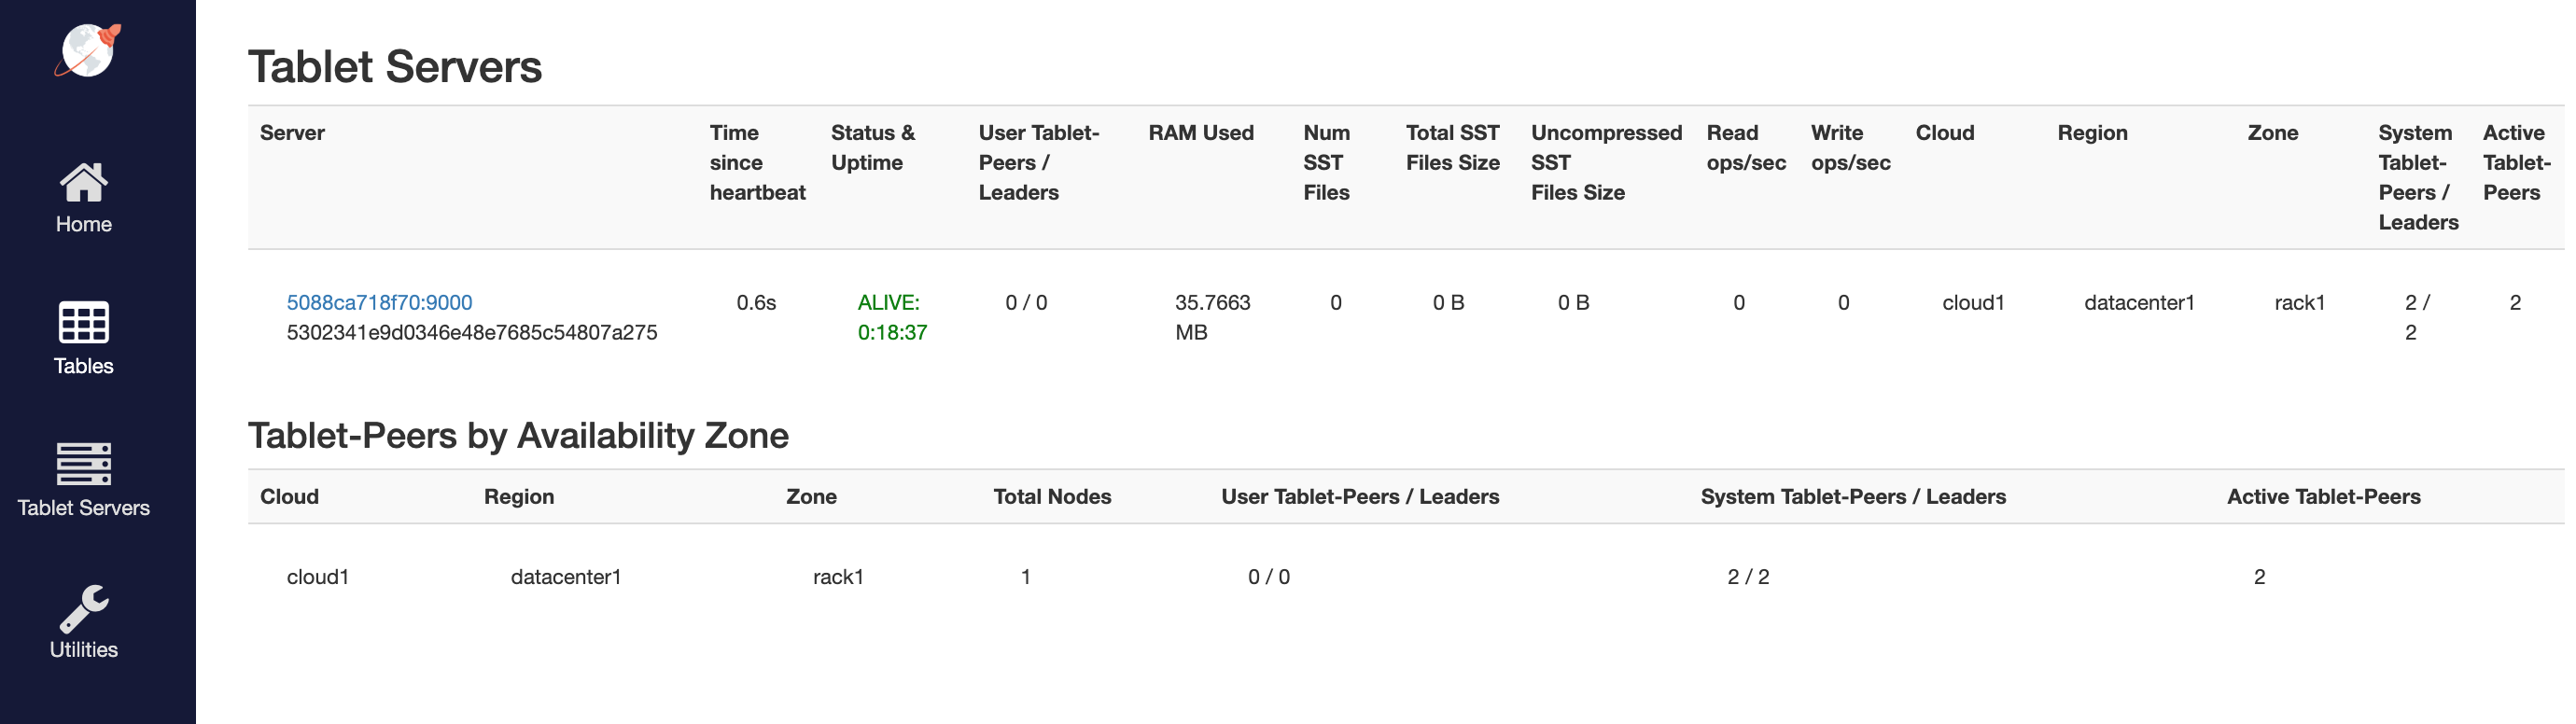 Home
Tables
Tablet Servers
Utilities
Tablet Servers
Server
Time since heartbeat
Status & Uptime
User Tablet-Peers / Leaders
RAM Used
Num SST Files
Total SST Files Size
Uncompressed SST Files Size
Read ops/sec
Write ops/sec
Cloud
Region
Zone
System Tablet-Peers / Leaders
Active Tablet-Peers
5088ca718f70:9000
5302341e9d0346e48e7685c54807a275
0.6s
ALIVE:
0:18:37
0 / 0
35.7663 MB
0
0 B
0 B
0
0
cloud1
datacenter1
rack1
2 / 2
2
Tablet-Peers by Availability Zone
Cloud Region Zone Total Nodes User Tablet-Peers / Leaders System Tablet-Peers / Leaders Active Tablet-Peers
cloud1 datacenter1 rack1 1 0 / 0 2 / 2 2